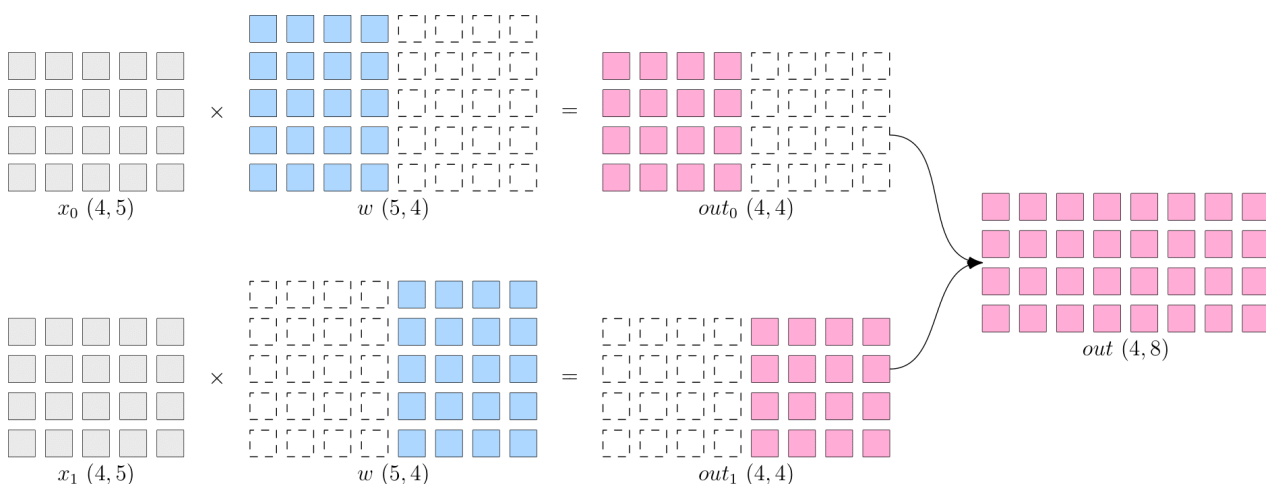 × =
x₀ (4, 5) w (5, 4) out₀ (4, 4)
out (4, 8)
× =
x₁ (4, 5) w (5, 4) out₁ (4, 4)